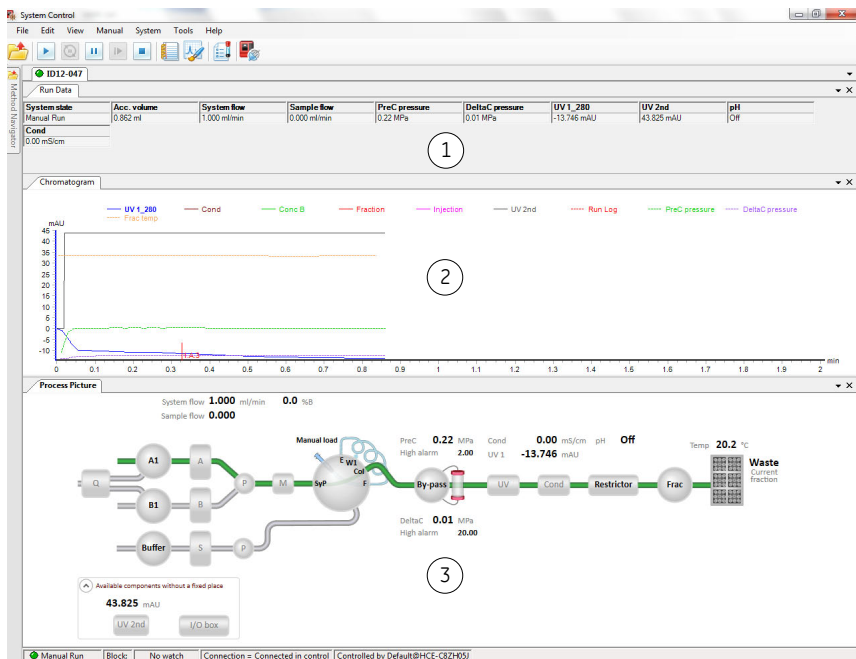 System Control
File Edit View Manual System Tools Help
Method Navigator
ID12-047
Run Data
System state Acc. volume System flow Sample flow PreC pressure DeltaC pressure UV 1_280 UV 2nd pH
Manual Run 0.862 ml 1.000 ml/min 0.000 ml/min 0.22 MPa 0.01 MPa -13.746 mAU 43.825 mAU Off
Cond
0.00 mS/cm
1
Chromatogram
UV 1_280 Cond Conc B Fraction Injection UV 2nd Run Log PreC pressure DeltaC pressure
Frac temp
mAU
45
40
35
30
25
20
15
10
5
0
-5
-10
2
1.A.3
0 0.1 0.2 0.3 0.4 0.5 0.6 0.7 0.8 0.9 1 1.1 1.2 1.3 1.4 1.5 1.6 1.7 1.8 1.9 2 min
Process Picture
System flow 1.000 ml/min 0.0 %B
Sample flow 0.000
Manual load PreC 0.22 MPa Cond 0.00 mS/cm pH Off Temp 20.2 °C
High alarm 2.00 UV 1 -13.746 mAU
E W1 Col SyP F
Q A1 A P M By-pass UV Cond Restrictor Frac Waste
Current
fraction
B1 B
DeltaC 0.01 MPa
High alarm 20.00
Buffer S P
3
Available components without a fixed place
43.825 mAU
UV 2nd I/O box
Manual Run Block: No watch Connection = Connected in control Controlled by Default@HCE-C8ZH05J